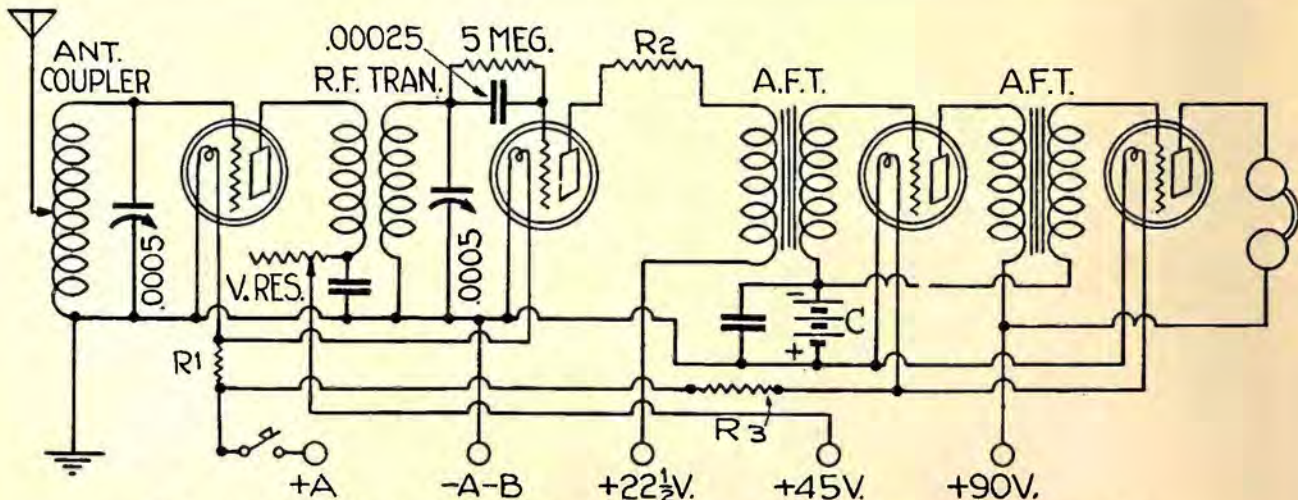 ANT.
COUPLER
.00025
5 MEG.
R.F. TRAN.
R2
A.F.T.
A.F.T.
.0005
V. RES.
.0005
R1
- C
+
R3
+A
-A-B
+22½V.
+45V.
+90V.